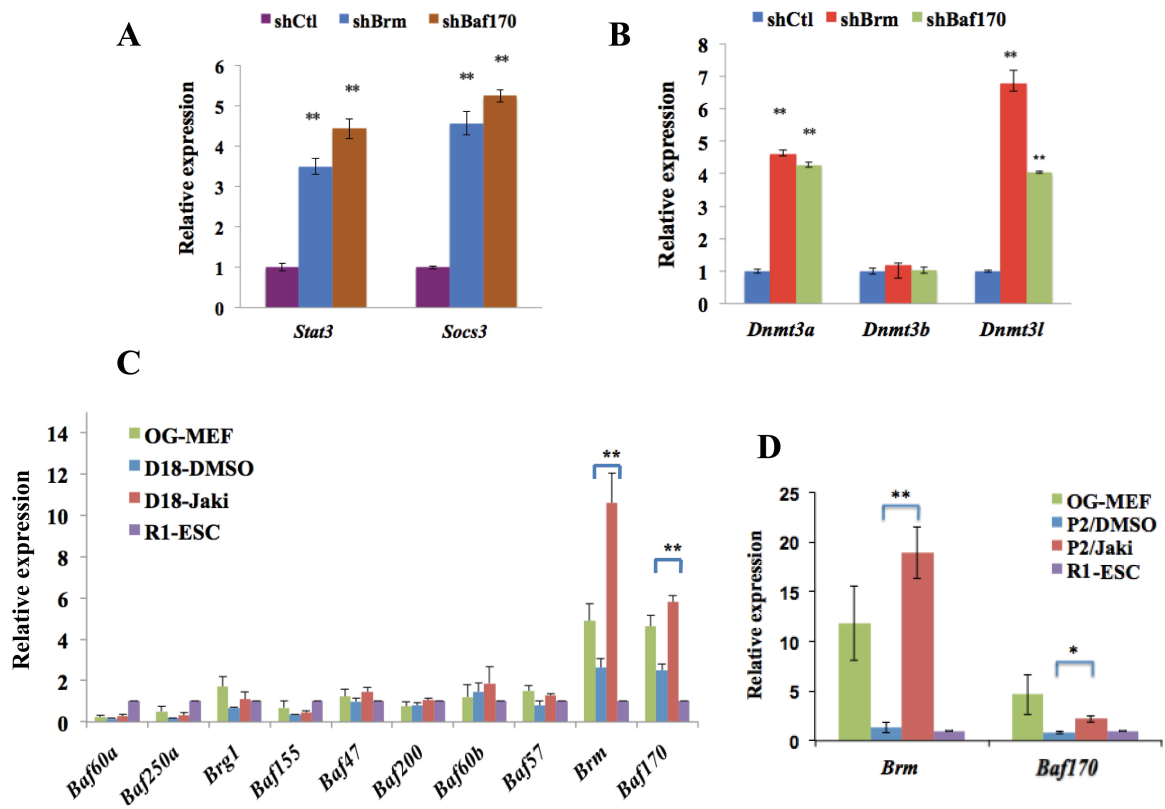 A
shCtl shBrm shBaf170
Relative expression
6
5
4
3
2
1
0
** ** ** **
Stat3 Socs3
B
shCtl shBrm shBaf170
Relative expression
8
7
6
5
4
3
2
1
0
** ** ** **
Dnmt3a Dnmt3b Dnmt3l
C
OG-MEF
D18-DMSO
D18-Jaki
R1-ESC
Relative expression
14
12
10
8
6
4
2
0
** **
Baf60a Baf250a Brg1 Baf155 Baf47 Baf200 Baf60b Baf57 Brm Baf170
D
OG-MEF
P2/DMSO
P2/Jaki
R1-ESC
Relative expression
25
20
15
10
5
0
** *
Brm Baf170